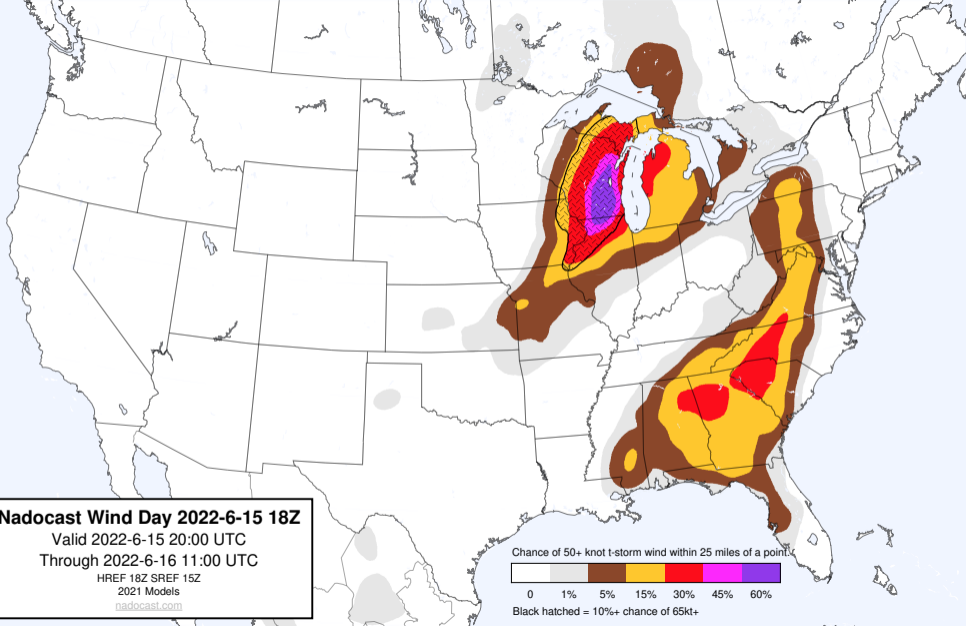 Nadocast Wind Day 2022-6-15 18Z
Valid 2022-6-15 20:00 UTC
Through 2022-6-16 11:00 UTC
HREF 18Z SREF 15Z
2021 Models
nadocast.com
Chance of 50+ knot t-storm wind within 25 miles of a point.
0 1% 5% 15% 30% 45% 60%
Black hatched = 10%+ chance of 65kt+